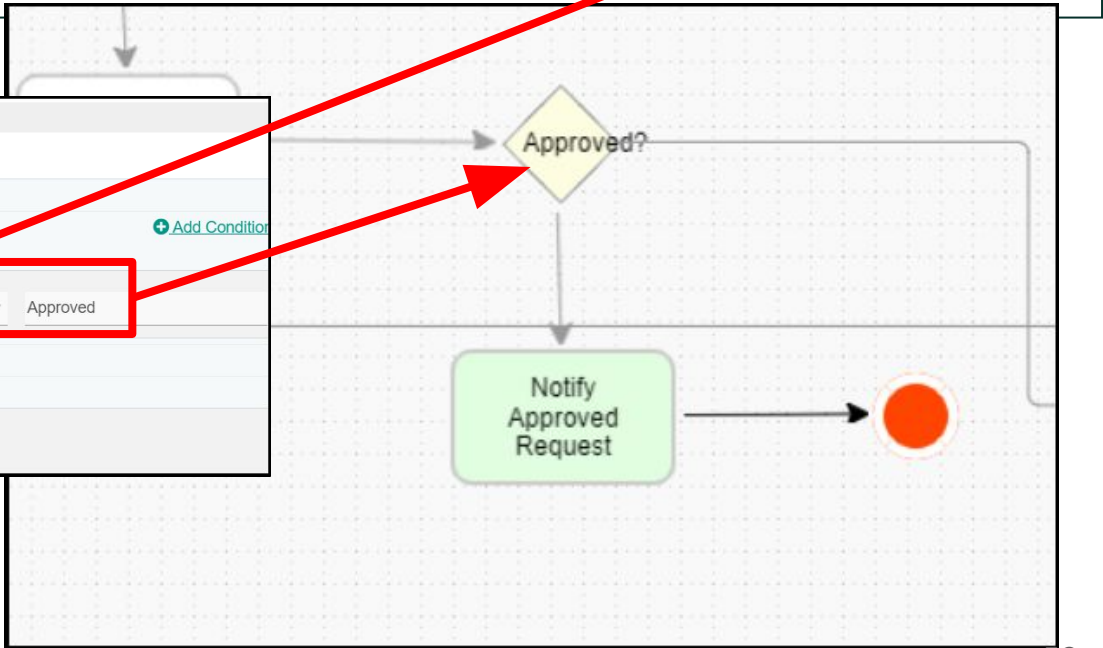 Approved?
Add Condition
Approved
Notify
Approved
Request